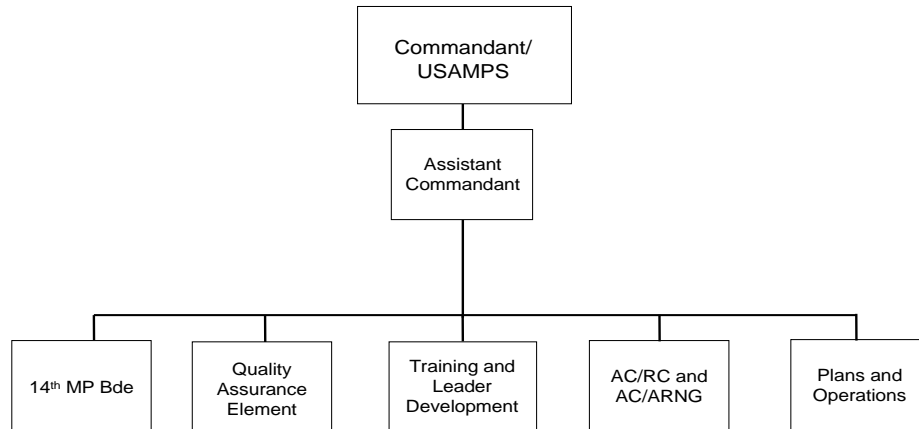 Commandant/
USAMPS
Assistant
Commandant
14th MP Bde
Quality
Assurance
Element
Training and
Leader
Development
AC/RC and
AC/ARNG
Plans and
Operations